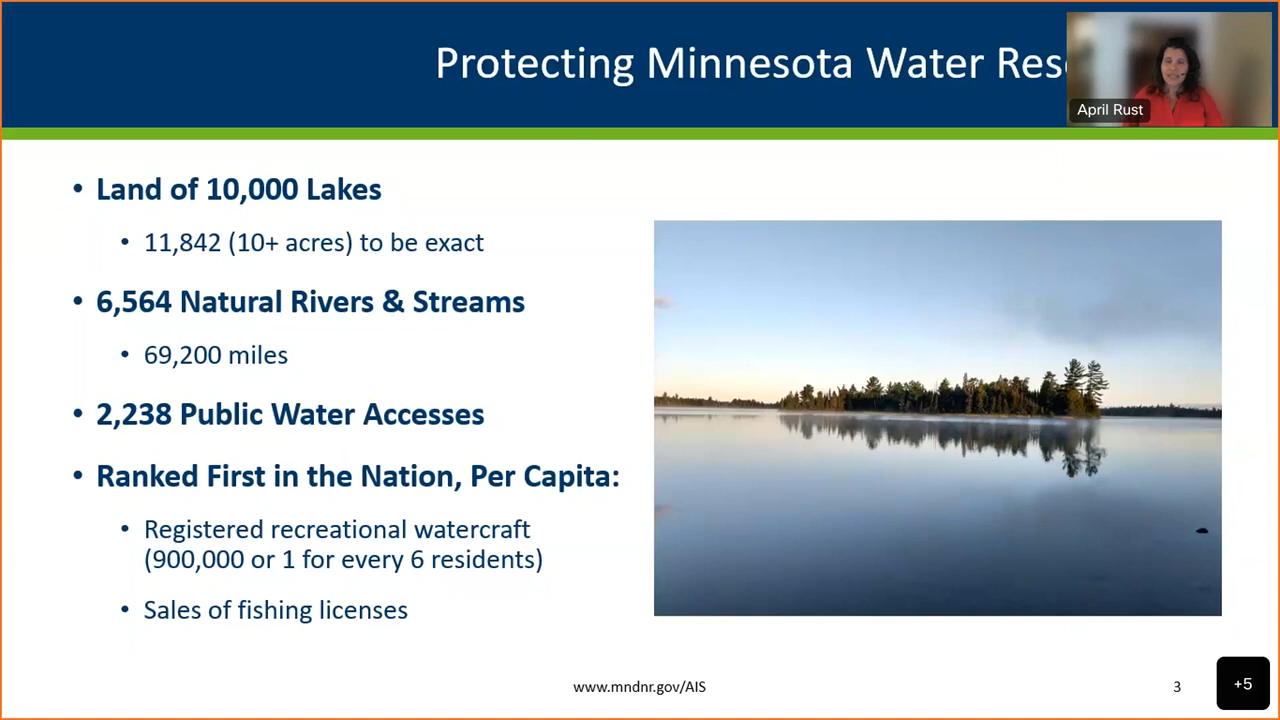 Protecting Minnesota Water
April Rust
• Land of 10,000 Lakes
• 11,842 (10+ acres) to be exact
• 6,564 Natural Rivers & Streams
• 69,200 miles
• 2,238 Public Water Accesses
• Ranked First in the Nation, Per Capita:
• Registered recreational watercraft
(900,000 or 1 for every 6 residents)
• Sales of fishing licenses
www.mndnr.gov/AIS
3
+5